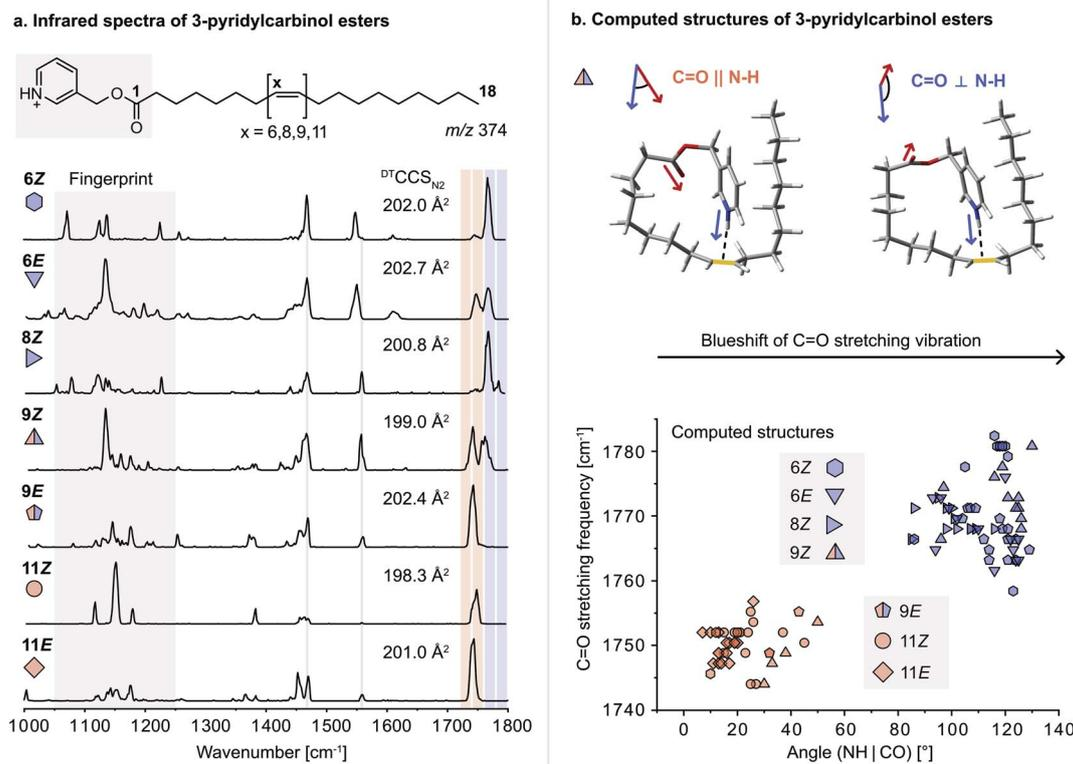 a. Infrared spectra of 3-pyridylcarbinol esters
HN
+
O
1
O
x
18
x = 6,8,9,11
m/z 374
6Z
Fingerprint
DTCCSN2
202.0 Å²
6E
202.7 Å²
8Z
200.8 Å²
9Z
199.0 Å²
9E
202.4 Å²
11Z
198.3 Å²
11E
201.0 Å²
1000 1100 1200 1300 1400 1500 1600 1700 1800
Wavenumber [cm⁻¹]
b. Computed structures of 3-pyridylcarbinol esters
C=O || N-H
C=O ⊥ N-H
Blueshift of C=O stretching vibration
C=O stretching frequency [cm⁻¹]
1780
1770
1760
1750
1740
Computed structures
6Z
6E
8Z
9Z
9E
11Z
11E
0 20 40 60 80 100 120 140
Angle (NH | CO) [°]